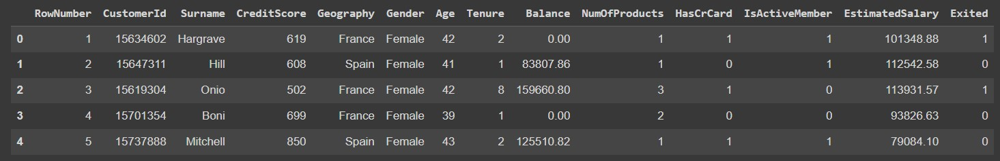 RowNumber CustomerId Surname CreditScore Geography Gender Age Tenure Balance NumOfProducts HasCrCard IsActiveMember EstimatedSalary Exited
0 1 15634602 Hargrave 619 France Female 42 2 0.00 1 1 1 101348.88 1
1 2 15647311 Hill 608 Spain Female 41 1 83807.86 1 0 1 112542.58 0
2 3 15619304 Onio 502 France Female 42 8 159660.80 3 1 0 113931.57 1
3 4 15701354 Boni 699 France Female 39 1 0.00 2 0 0 93826.63 0
4 5 15737888 Mitchell 850 Spain Female 43 2 125510.82 1 1 1 79084.10 0